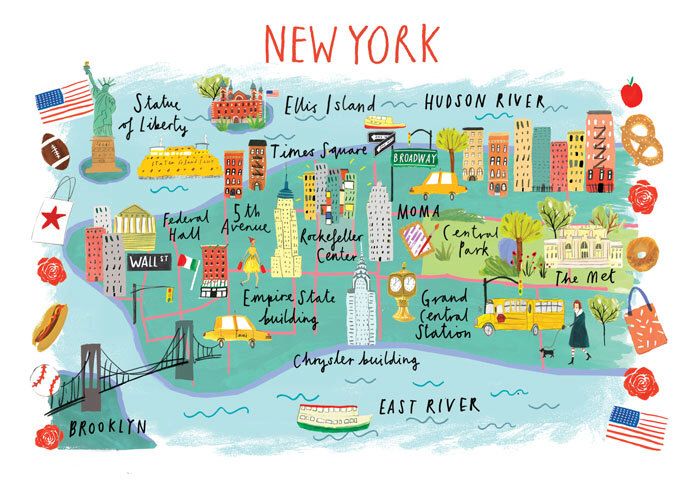 NEW YORK
Statue
of Liberty
Ellis Island
HUDSON RIVER
Times Square
BROADWAY
Federal
Hall
5th
Avenue
Rockefeller
Center
MOMA
Central
Park
WALL ST
The Met
Empire State
building
Grand
Central
Station
Chrysler building
EAST RIVER
BROOKLYN